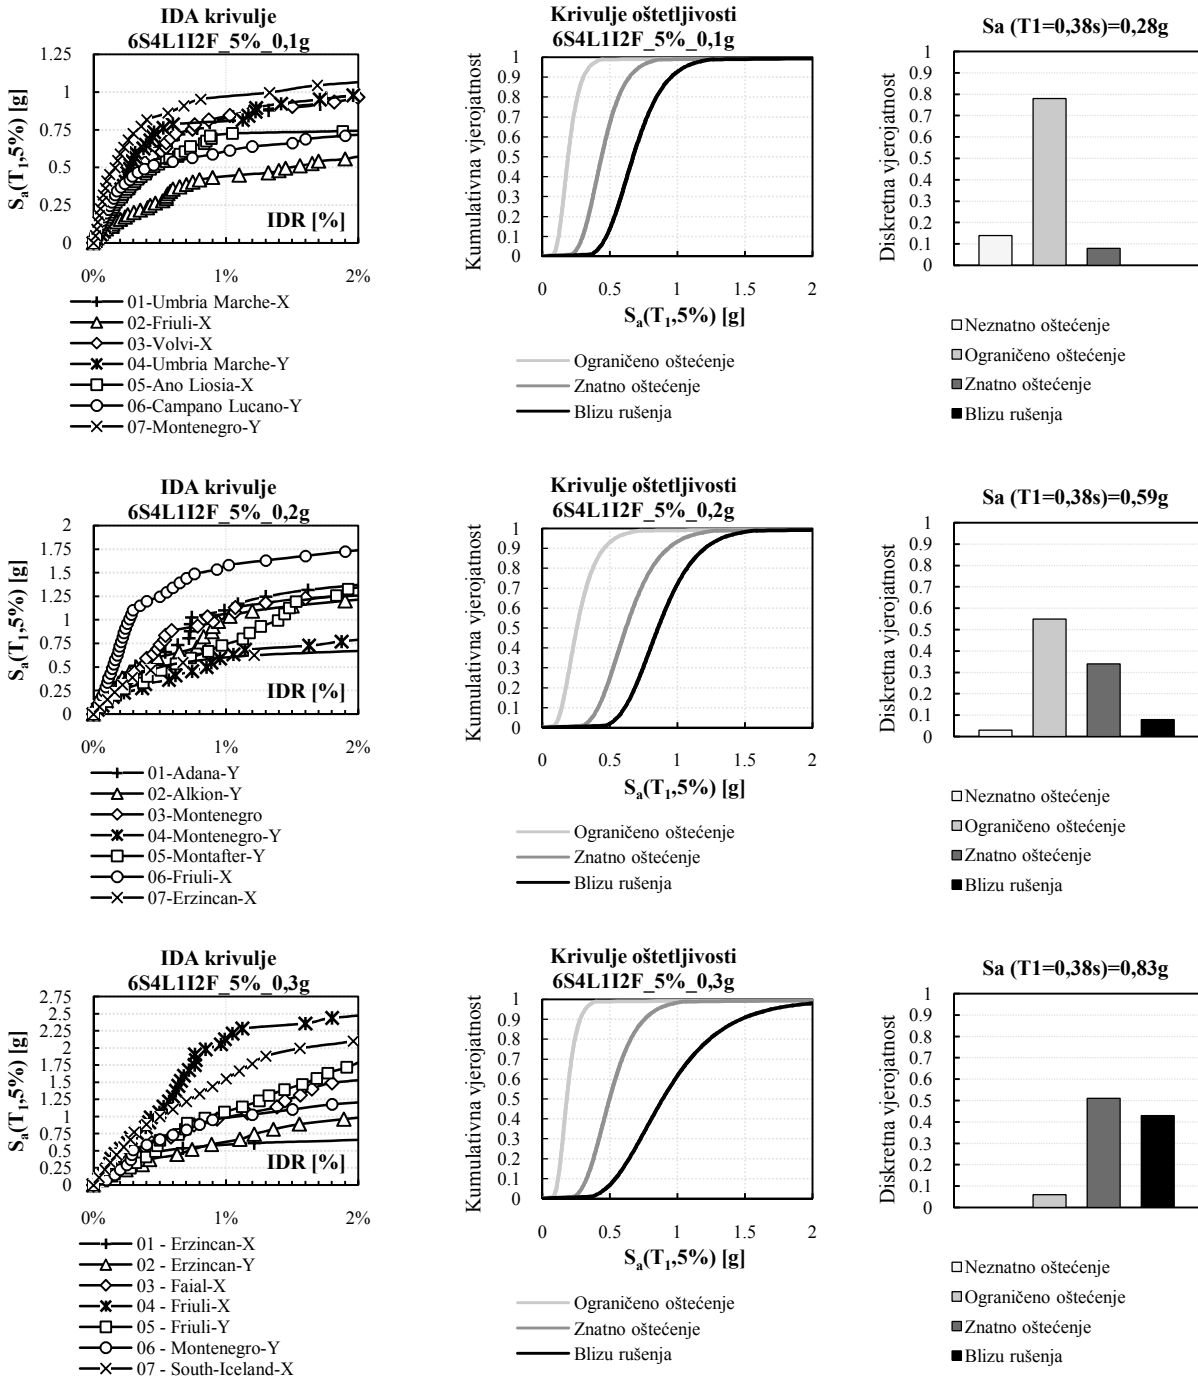 IDA krivulje
6S4L1I2F_5%_0,1g
1.25
1
0.75
0.5
0.25
0
Sa(T1,5%) [g]
IDR [%]
0% 1% 2%
01-Umbria Marche-X
02-Friuli-X
03-Volvi-X
04-Umbria Marche-Y
05-Ano Liosia-X
06-Campano Lucano-Y
07-Montenegro-Y
Krivulje oštetljivosti
6S4L1I2F_5%_0,1g
Kumulativna vjerojatnost
1
0.9
0.8
0.7
0.6
0.5
0.4
0.3
0.2
0.1
0
0 0.5 1 1.5 2
Sa(T1,5%) [g]
Ograničeno oštećenje
Znatno oštećenje
Blizu rušenja
Sa (T1=0,38s)=0,28g
Diskretna vjerojatnost
1
0.9
0.8
0.7
0.6
0.5
0.4
0.3
0.2
0.1
0
Neznatno oštećenje
Ograničeno oštećenje
Znatno oštećenje
Blizu rušenja
IDA krivulje
6S4L1I2F_5%_0,2g
2
1.75
1.5
1.25
1
0.75
0.5
0.25
0
Sa(T1,5%) [g]
IDR [%]
0% 1% 2%
01-Adana-Y
02-Alkion-Y
03-Montenegro
04-Montenegro-Y
05-Montafter-Y
06-Friuli-X
07-Erzincan-X
Krivulje oštetljivosti
6S4L1I2F_5%_0,2g
Kumulativna vjerojatnost
1
0.9
0.8
0.7
0.6
0.5
0.4
0.3
0.2
0.1
0
0 0.5 1 1.5 2
Sa(T1,5%) [g]
Ograničeno oštećenje
Znatno oštećenje
Blizu rušenja
Sa (T1=0,38s)=0,59g
Diskretna vjerojatnost
1
0.9
0.8
0.7
0.6
0.5
0.4
0.3
0.2
0.1
0
Neznatno oštećenje
Ograničeno oštećenje
Znatno oštećenje
Blizu rušenja
IDA krivulje
6S4L1I2F_5%_0,3g
2.75
2.5
2.25
2
1.75
1.5
1.25
1
0.75
0.5
0.25
0
Sa(T1,5%) [g]
IDR [%]
0% 1% 2%
01 - Erzincan-X
02 - Erzincan-Y
03 - Faial-X
04 - Friuli-X
05 - Friuli-Y
06 - Montenegro-Y
07 - South-Iceland-X
Krivulje oštetljivosti
6S4L1I2F_5%_0,3g
Kumulativna vjerojatnost
1
0.9
0.8
0.7
0.6
0.5
0.4
0.3
0.2
0.1
0
0 0.5 1 1.5 2
Sa(T1,5%) [g]
Ograničeno oštećenje
Znatno oštećenje
Blizu rušenja
Sa (T1=0,38s)=0,83g
Diskretna vjerojatnost
1
0.9
0.8
0.7
0.6
0.5
0.4
0.3
0.2
0.1
0
Neznatno oštećenje
Ograničeno oštećenje
Znatno oštećenje
Blizu rušenja